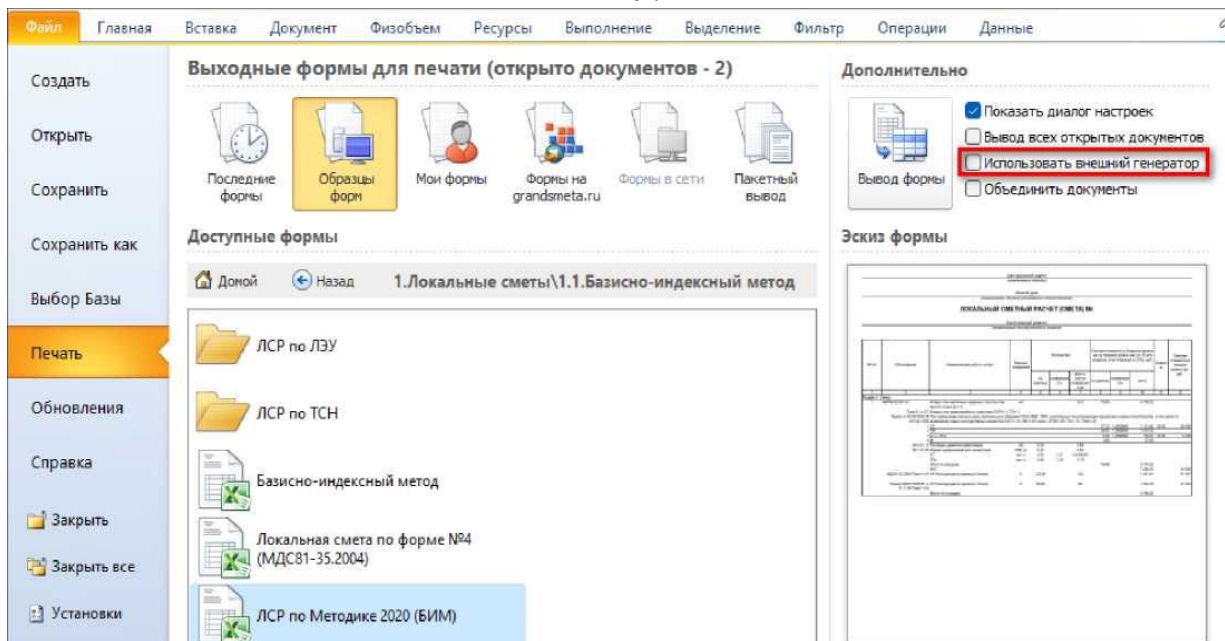 Файл Главная Вставка Документ Физобъем Ресурсы Выполнение Выделение Фильтр Операции Данные
Создать
Открыть
Сохранить
Сохранить как
Выбор Базы
Печать
Обновления
Справка
Закрыть
Закрыть все
Установки
Выходные формы для печати (открыто документов - 2)
Последние формы
Образцы форм
Мои формы
Формы на grandsmeta.ru
Формы в сети
Пакетный вывод
Доступные формы
Домой Назад 1.Локальные сметы\1.1.Базисно-индексный метод
ЛСР по ЛЭУ
ЛСР по ТСН
Базисно-индексный метод
Локальная смета по форме №4
(МДС81-35.2004)
ЛСР по Методике 2020 (БИМ)
Дополнительно
Вывод формы
Показать диалог настроек
Вывод всех открытых документов
Использовать внешний генератор
Объединить документы
Эскиз формы
ЛОКАЛЬНЫЙ СМЕТНЫЙ РАСЧЕТ (СМЕТА) №